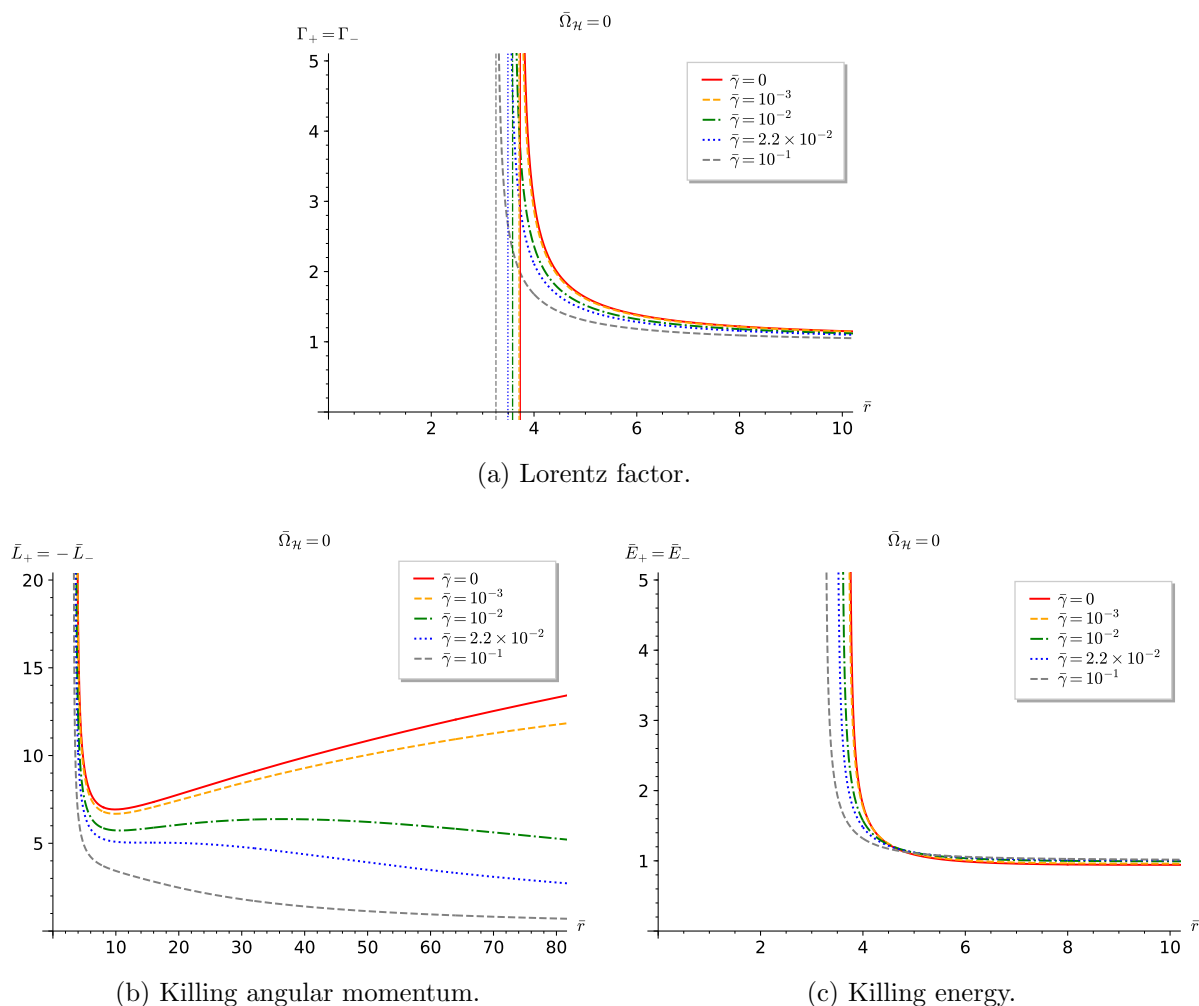 Ω̄_ℋ = 0
Γ₊ = Γ₋
γ̄ = 0
γ̄ = 10⁻³
γ̄ = 10⁻²
γ̄ = 2.2 × 10⁻²
γ̄ = 10⁻¹
5
4
3
2
1
2 4 6 8 10
r̄
(a) Lorentz factor.
Ω̄_ℋ = 0
L̄₊ = − L̄₋
γ̄ = 0
γ̄ = 10⁻³
γ̄ = 10⁻²
γ̄ = 2.2 × 10⁻²
γ̄ = 10⁻¹
20
15
10
5
10 20 30 40 50 60 70 80
r̄
(b) Killing angular momentum.
Ω̄_ℋ = 0
Ē₊ = Ē₋
γ̄ = 0
γ̄ = 10⁻³
γ̄ = 10⁻²
γ̄ = 2.2 × 10⁻²
γ̄ = 10⁻¹
5
4
3
2
1
2 4 6 8 10
r̄
(c) Killing energy.